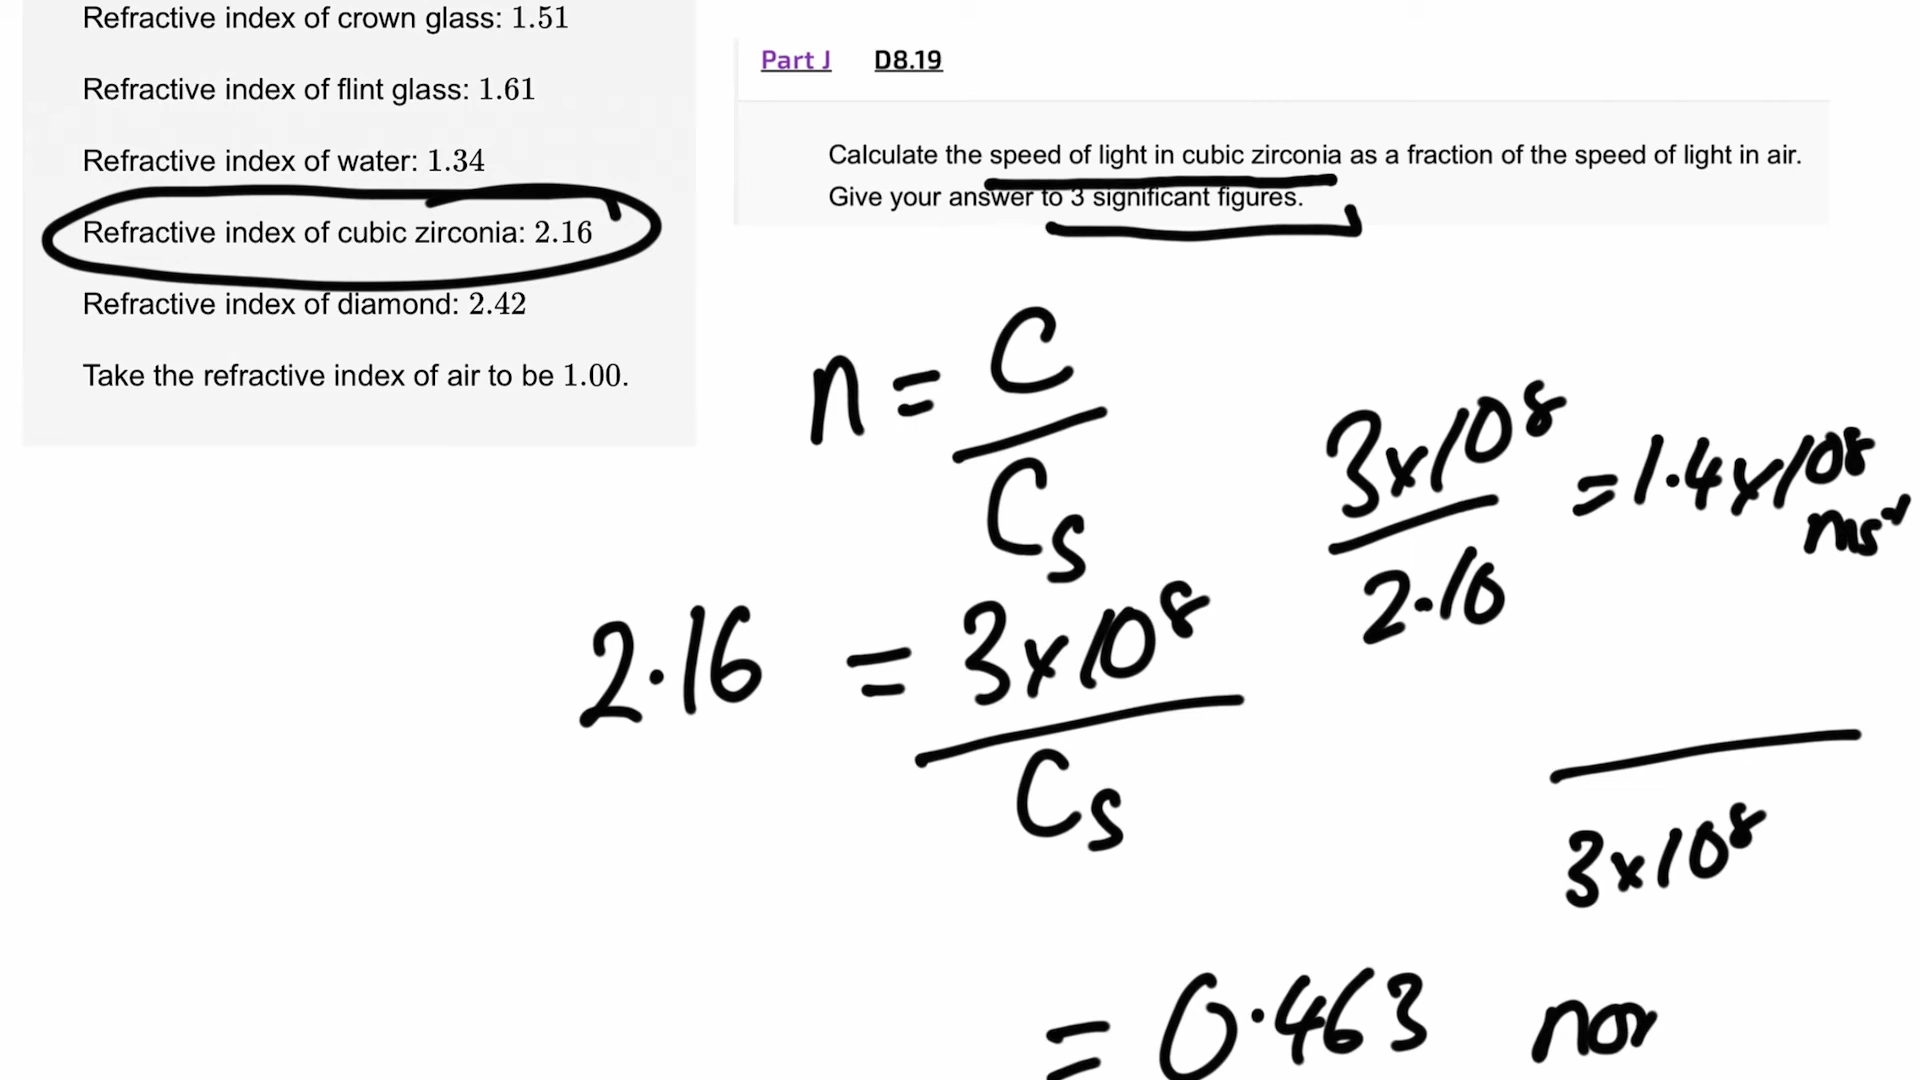 Refractive index of crown glass: 1.51
Refractive index of flint glass: 1.61
Refractive index of water: 1.34
Refractive index of cubic zirconia: 2.16
Refractive index of diamond: 2.42
Take the refractive index of air to be 1.00.
Part J D8.19
Calculate the speed of light in cubic zirconia as a fraction of the speed of light in air.
Give your answer to 3 significant figures.
n = C
Cs
3x10⁸ = 1.4x10⁸
ms⁻¹
2.16
2.16 = 3x10⁸
Cs
3x10⁸
= 0.463 nor